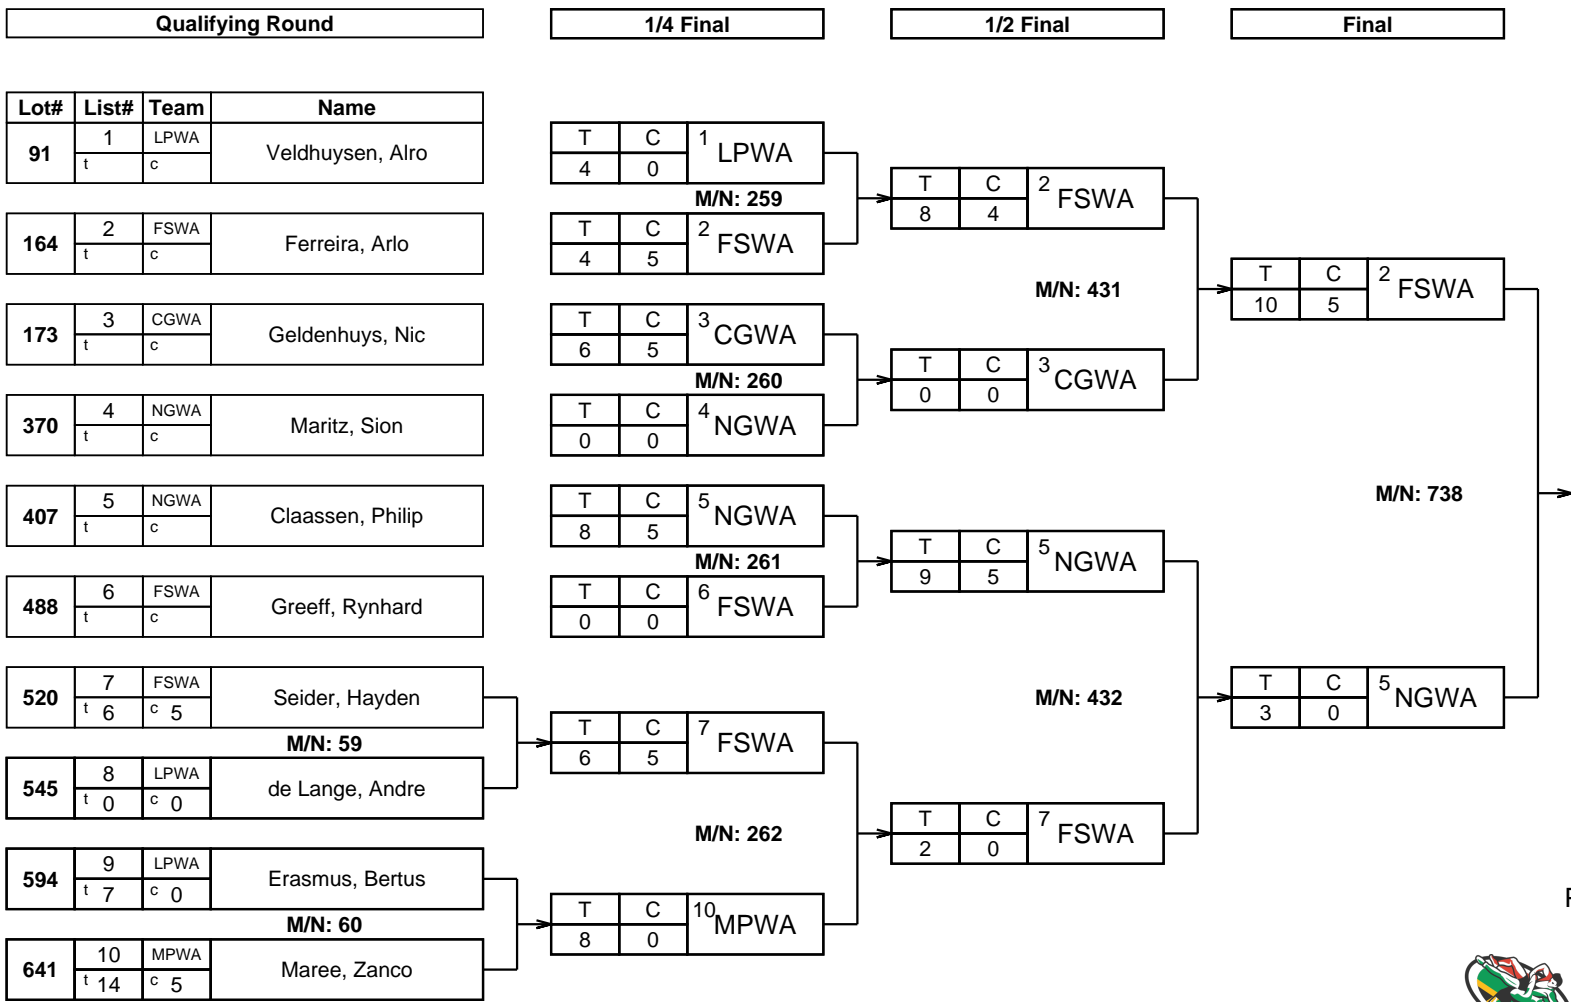 Qualifying Round 1/4 Final 1/2 Final Final
Lot# List# Team Name
91 1 LPWA Veldhuysen, Alro
t c
164 2 FSWA Ferreira, Arlo
t c
173 3 CGWA Geldenhuys, Nic
t c
370 4 NGWA Maritz, Sion
t c
407 5 NGWA Claassen, Philip
t c
488 6 FSWA Greeff, Rynhard
t c
520 7 FSWA Seider, Hayden
t 6 c 5
M/N: 59
545 8 LPWA de Lange, Andre
t 0 c 0
594 9 LPWA Erasmus, Bertus
t 7 c 0
M/N: 60
641 10 MPWA Maree, Zanco
t 14 c 5
T C 1 LPWA
4 0
M/N: 259
T C 2 FSWA
4 5
T C 3 CGWA
6 5
M/N: 260
T C 4 NGWA
0 0
T C 5 NGWA
8 5
M/N: 261
T C 6 FSWA
0 0
T C 7 FSWA
6 5
M/N: 262
T C 10 MPWA
8 0
T C 2 FSWA
8 4
M/N: 431
T C 3 CGWA
0 0
T C 5 NGWA
9 5
M/N: 432
T C 7 FSWA
2 0
T C 2 FSWA
10 5
M/N: 738
T C 5 NGWA
3 0